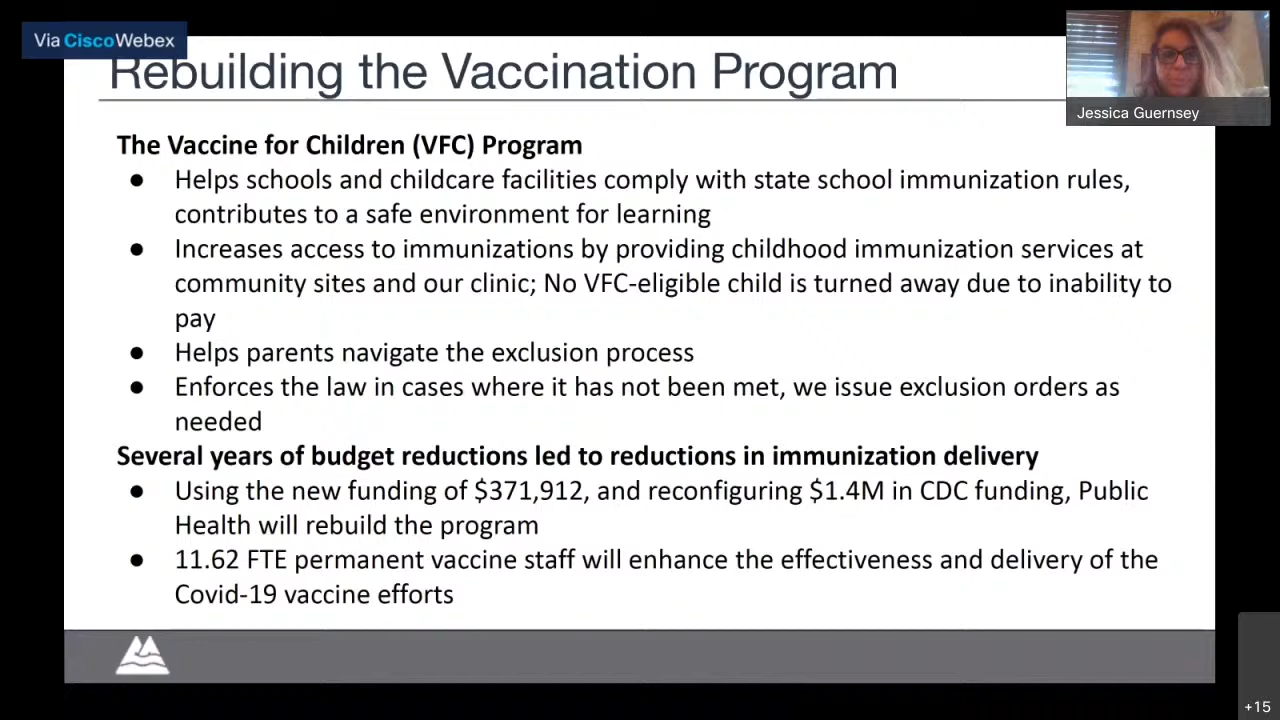 Via Cisco Webex
Rebuilding the Vaccination Program
Jessica Guernsey
The Vaccine for Children (VFC) Program
● Helps schools and childcare facilities comply with state school immunization rules,
contributes to a safe environment for learning
● Increases access to immunizations by providing childhood immunization services at
community sites and our clinic; No VFC-eligible child is turned away due to inability to
pay
● Helps parents navigate the exclusion process
● Enforces the law in cases where it has not been met, we issue exclusion orders as
needed
Several years of budget reductions led to reductions in immunization delivery
● Using the new funding of $371,912, and reconfiguring $1.4M in CDC funding, Public
Health will rebuild the program
● 11.62 FTE permanent vaccine staff will enhance the effectiveness and delivery of the
Covid-19 vaccine efforts
+15